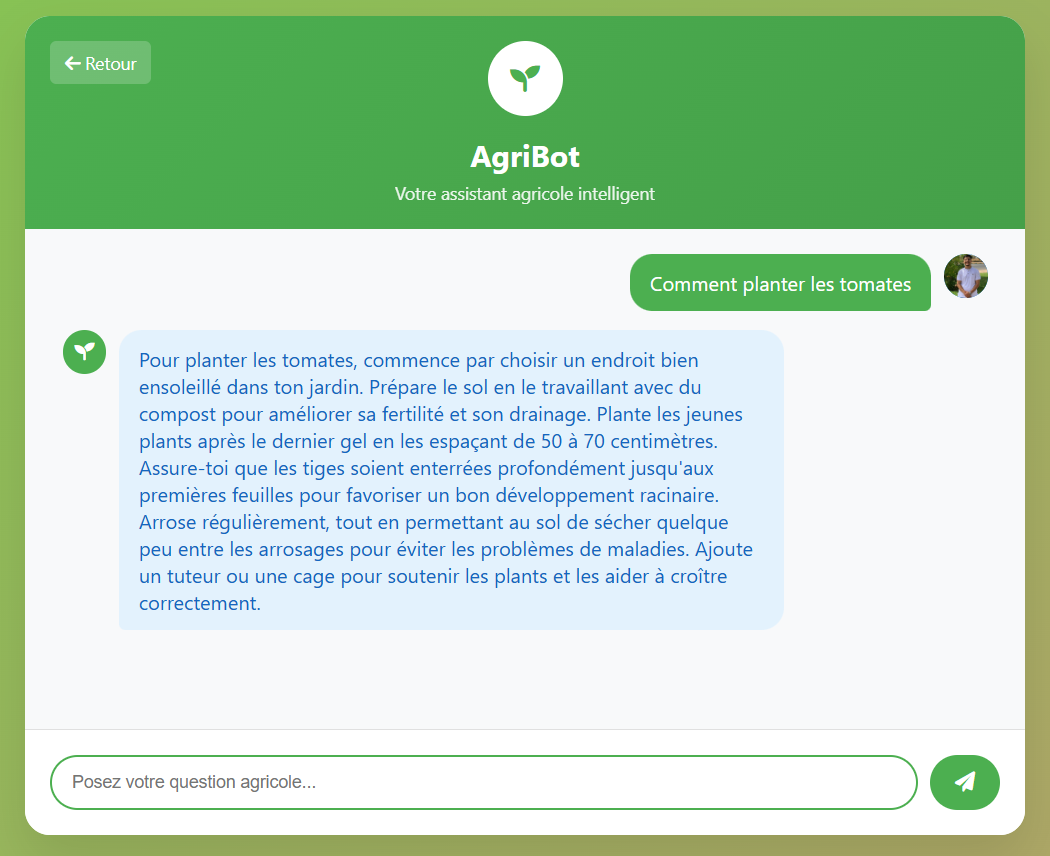 Retour
AgriBot
Votre assistant agricole intelligent
Comment planter les tomates
Pour planter les tomates, commence par choisir un endroit bien
ensoleillé dans ton jardin. Prépare le sol en le travaillant avec du
compost pour améliorer sa fertilité et son drainage. Plante les jeunes
plants après le dernier gel en les espaçant de 50 à 70 centimètres.
Assure-toi que les tiges soient enterrées profondément jusqu'aux
premières feuilles pour favoriser un bon développement racinaire.
Arrose régulièrement, tout en permettant au sol de sécher quelque
peu entre les arrosages pour éviter les problèmes de maladies. Ajoute
un tuteur ou une cage pour soutenir les plants et les aider à croître
correctement.
Posez votre question agricole...